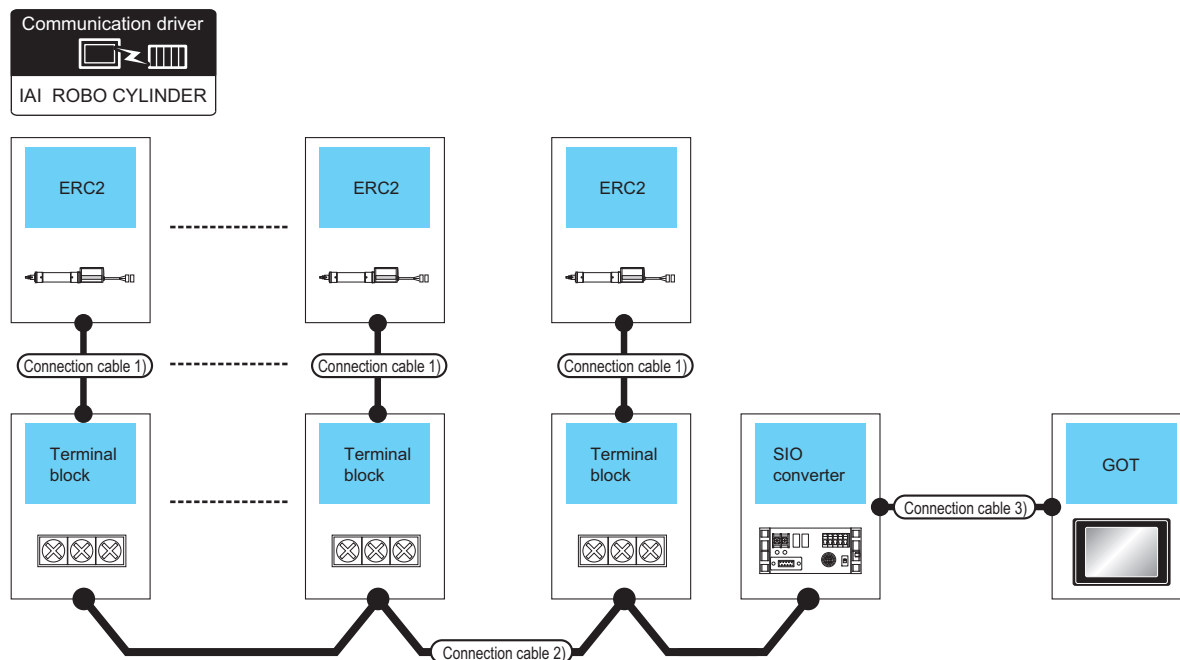 Communication driver
IAI ROBO CYLINDER
ERC2
ERC2
ERC2
Connection cable 1)
Connection cable 1)
Connection cable 1)
Terminal
block
Terminal
block
Terminal
block
SIO
converter
GOT
Connection cable 3)
Connection cable 2)